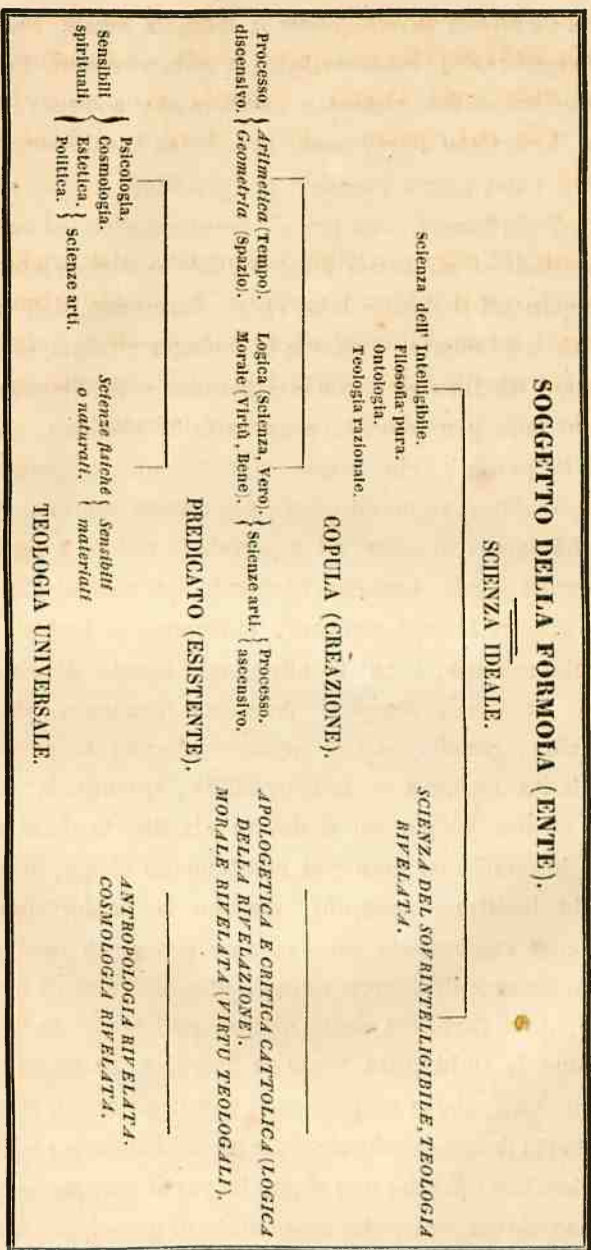 SOGGETTO DELLA FORMOLA (ENTE).
SCIENZA IDEALE.
Scienza dell' Intelligibile.
Filosofia pura.
Ontologia.
Teologia razionale.
SCIENZA DEL SOVRINTELLIGIBILE, TEOLOGIA
RIVELATA.
COPULA (CREAZIONE).
Processo { Aritmetica (Tempo). Logica (Scienza, Vero). } Scienze arti. { Processo.
discensivo. { Geometria (Spazio). Morale (Virtù, Bene). } ascensivo.
APOLOGETICA E CRITICA CATTOLICA (LOGICA
DELLA RIVELAZIONE).
MORALE RIVELATA (VIRTU TEOLOGALI).
PREDICATO (ESISTENTE).
Sensibili
spirituali
{ Psicologia.
Cosmologia.
Estetica. } Scienze arti.
Politica.
Scienze fisiche { Sensibili
o naturati. { materiali
ANTROPOLOGIA RIVELATA.
COSMOLOGIA RIVELATA.
TEOLOGIA UNIVERSALE.